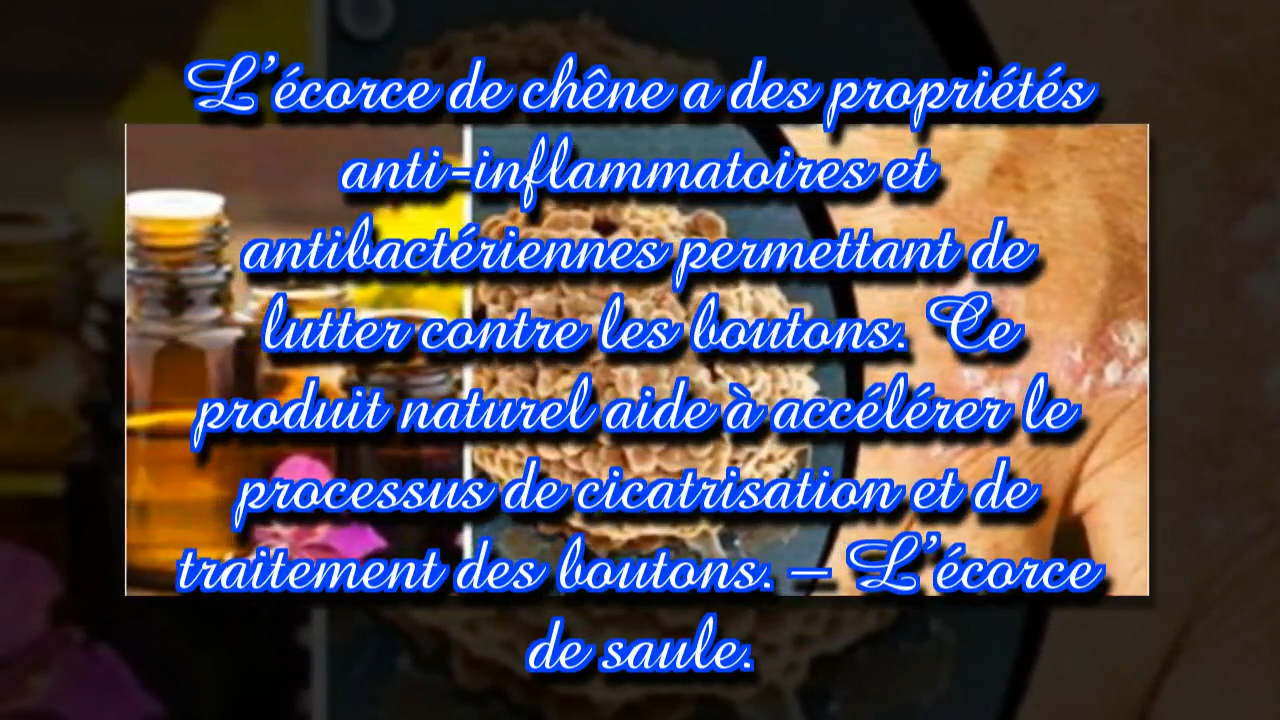 L'écorce de chêne a des propriétés
anti-inflammatoires et
antibactériennes permettant de
lutter contre les boutons. Ce
produit naturel aide à accélérer le
processus de cicatrisation et de
traitement des boutons. – L'écorce
de saule.